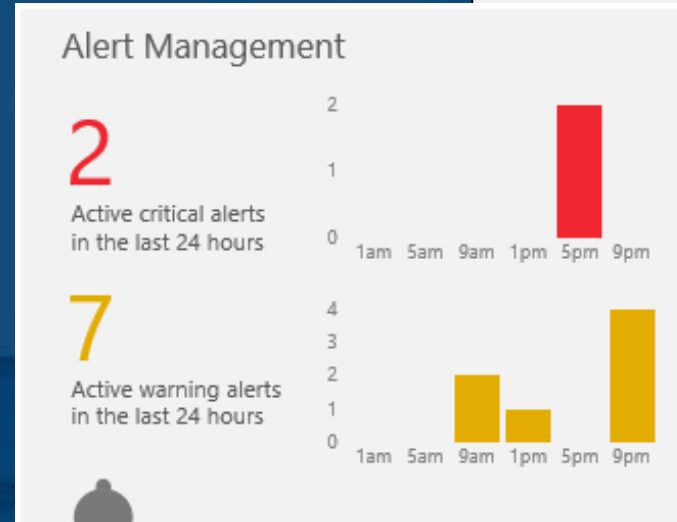 Alert Management
2
Active critical alerts
in the last 24 hours
2
1
0
1am 5am 9am 1pm 5pm 9pm
7
Active warning alerts
in the last 24 hours
4
3
2
1
0
1am 5am 9am 1pm 5pm 9pm